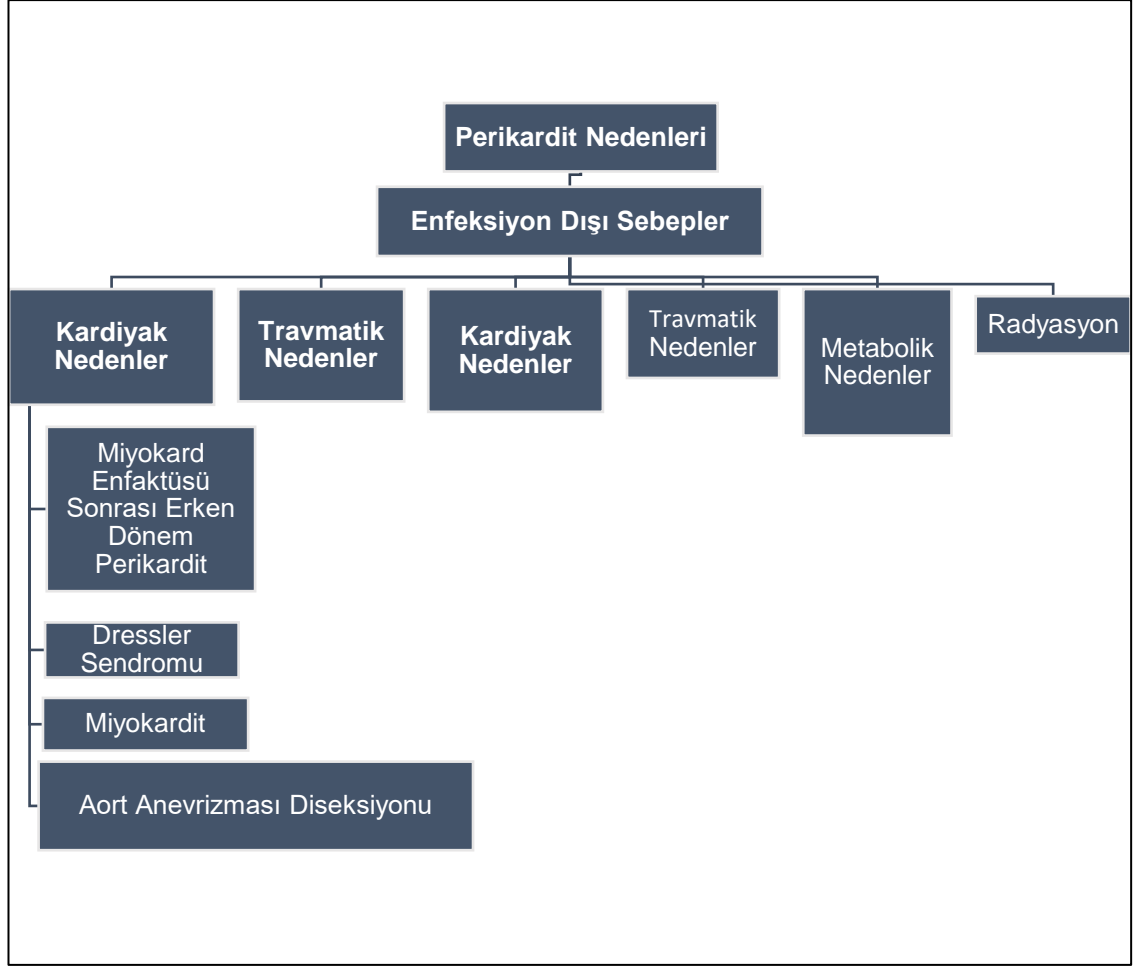 Perikardit Nedenleri
Enfeksiyon Dışı Sebepler
Kardiyak
Nedenler
Travmatik
Nedenler
Kardiyak
Nedenler
Travmatik
Nedenler
Metabolik
Nedenler
Radyasyon
Miyokard
Enfaktüsü
Sonrası Erken
Dönem
Perikardit
Dressler
Sendromu
Miyokardit
Aort Anevrizması Diseksiyonu